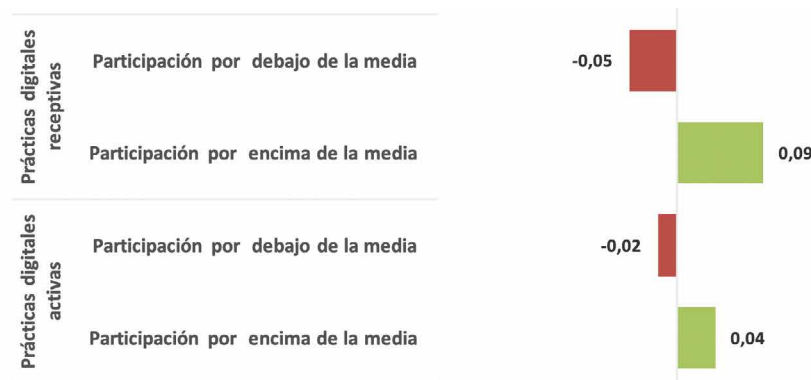 Prácticas digitales
receptivas
Participación por debajo de la media
-0,05
Participación por encima de la media
0,09
Prácticas digitales
activas
Participación por debajo de la media
-0,02
Participación por encima de la media
0,04